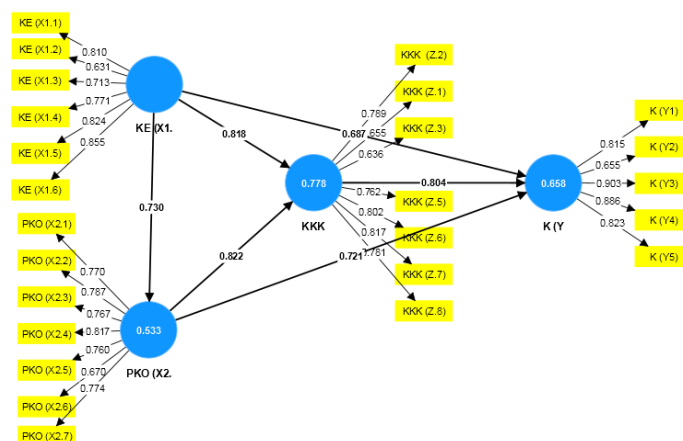 KE (X1.1)
KE (X1.2)
KE (X1.3)
KE (X1.4)
KE (X1.5)
KE (X1.6)
0.810
0.631
0.713
0.771
0.824
0.855
KE (X1.
0.818
0.687
0.730
KKK (Z.2)
KKK (Z.1)
KKK (Z.3)
KKK (Z.5)
KKK (Z.6)
KKK (Z.7)
KKK (Z.8)
0.789
0.655
0.636
0.762
0.802
0.817
0.781
0.778
KKK
0.804
0.658
K (Y
K (Y1)
K (Y2)
K (Y3)
K (Y4)
K (Y5)
0.815
0.655
0.903
0.886
0.823
0.822
0.721
PKO (X2.1)
PKO (X2.2)
PKO (X2.3)
PKO (X2.4)
PKO (X2.5)
PKO (X2.6)
PKO (X2.7)
0.770
0.787
0.767
0.817
0.760
0.670
0.774
0.533
PKO (X2.